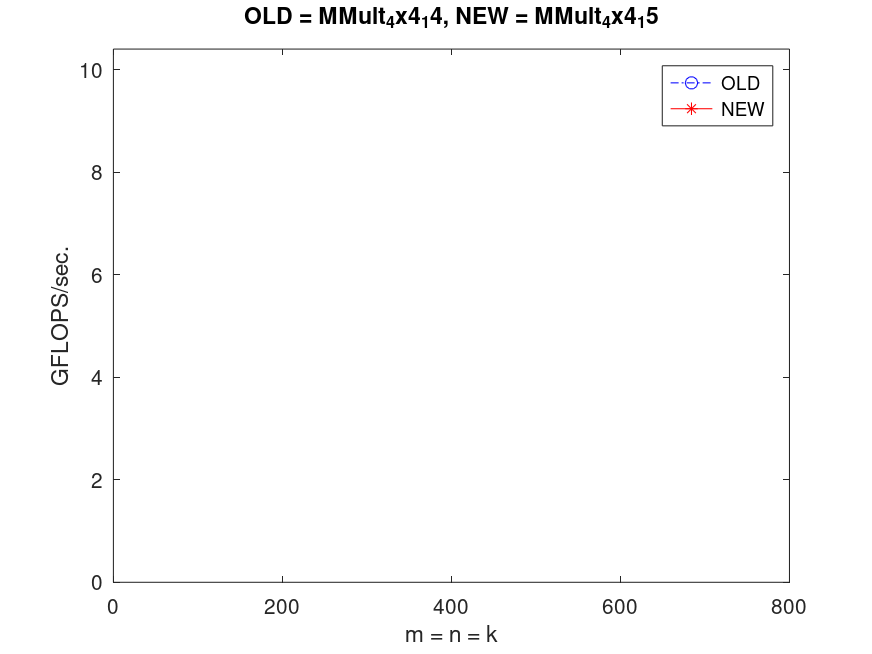 OLD = MMult₄x4₁4, NEW = MMult₄x4₁5
OLD
NEW
10
8
6
4
2
0
GFLOPS/sec.
0 200 400 600 800
m = n = k